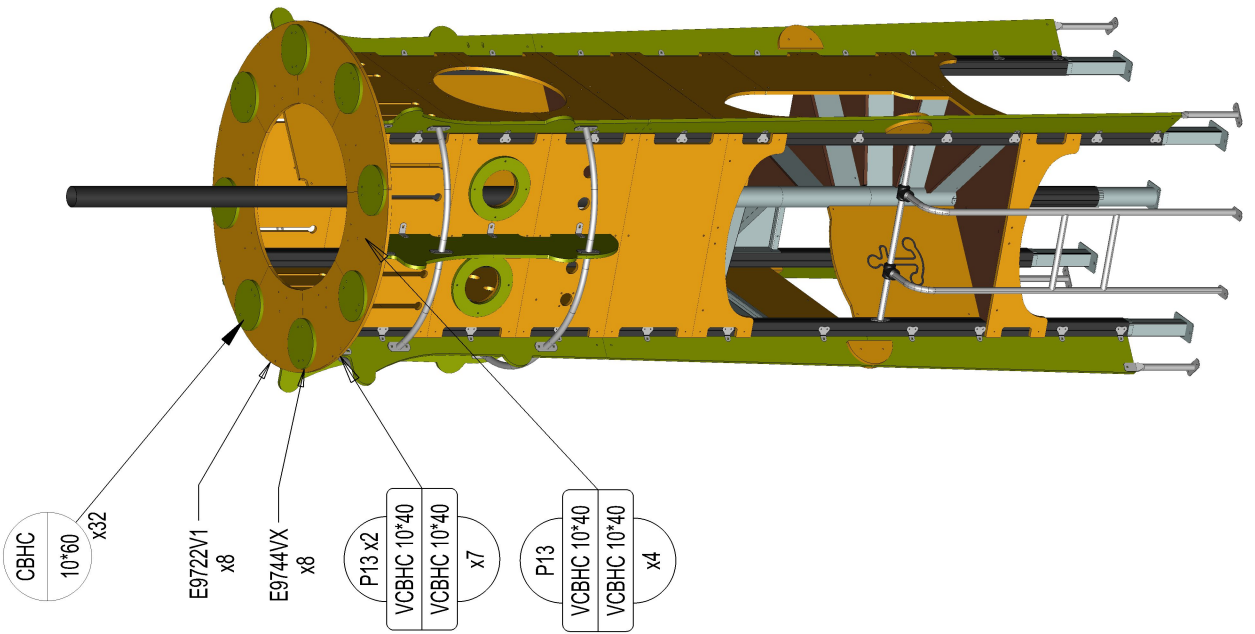 CBHC
10*60
x32
E9722V1
x8
E9744VX
x8
P13 x2
VCBHC 10*40
VCBHC 10*40
x7
P13
VCBHC 10*40
VCBHC 10*40
x4